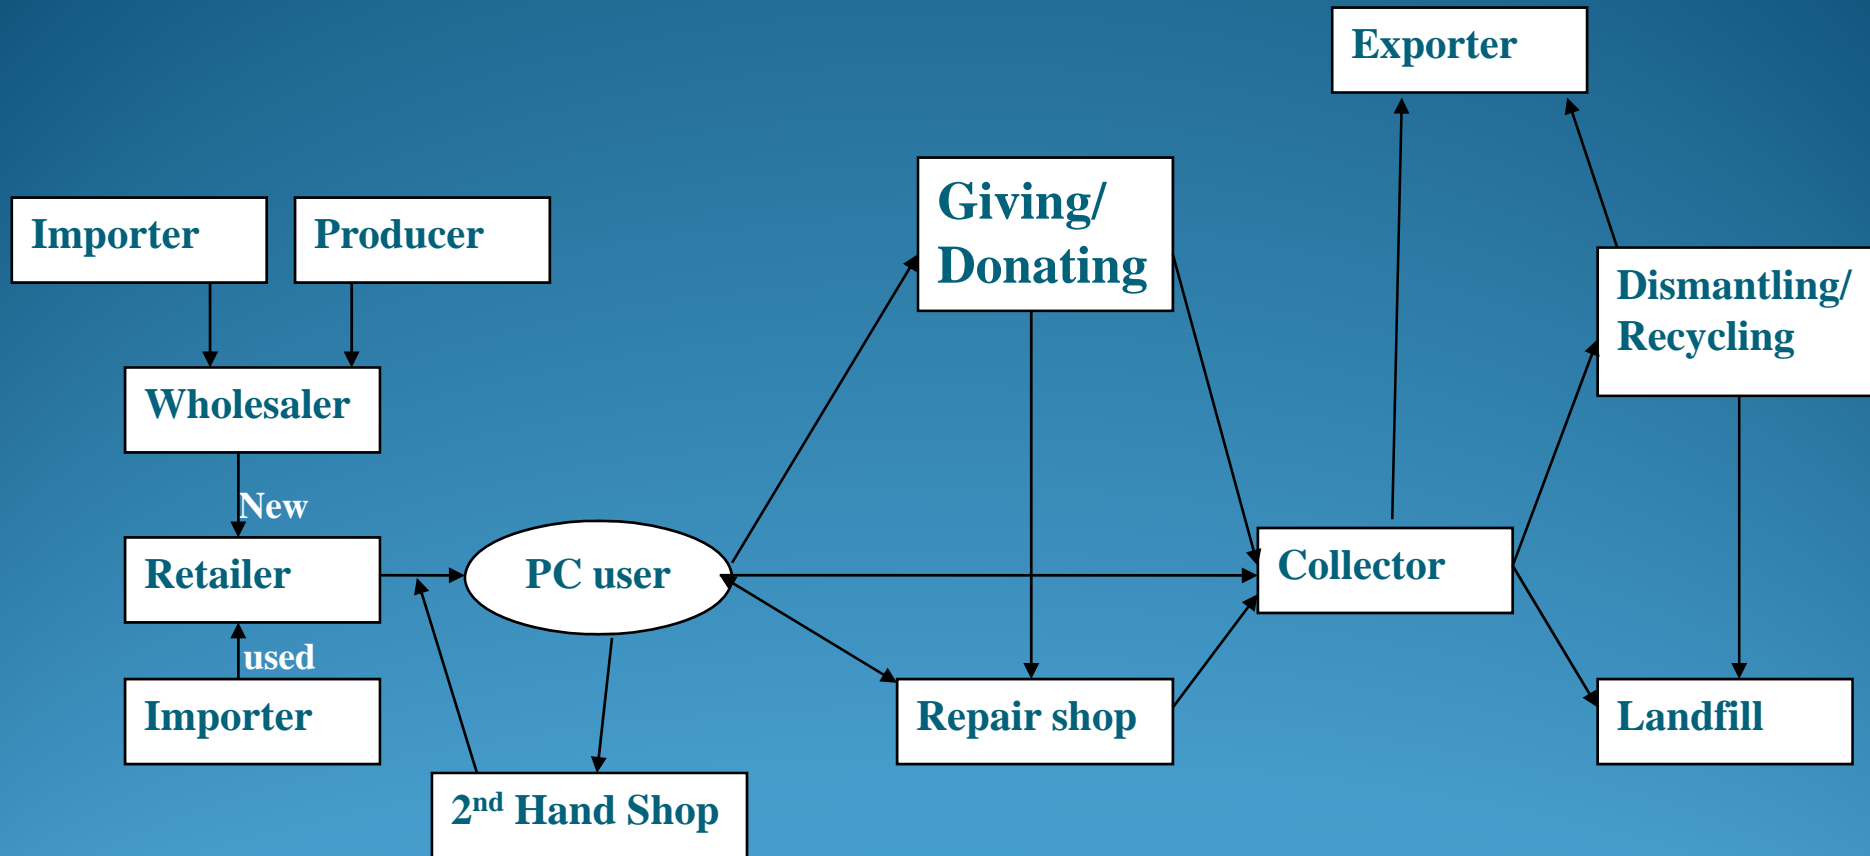 Exporter
Giving/
Donating
Importer
Producer
Dismantling/
Recycling
Wholesaler
New
Retailer
PC user
Collector
used
Importer
Repair shop
Landfill
2nd Hand Shop